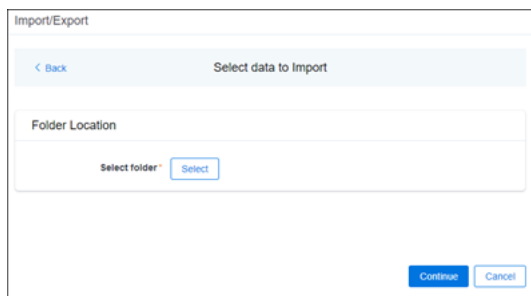 Import/Export
< Back
Select data to Import
Folder Location
Select folder*
Select
Continue
Cancel